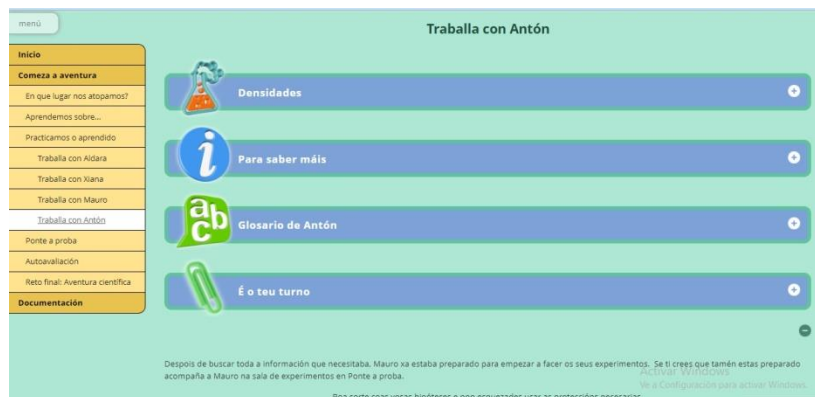 menú
Traballa con Antón
Inicio
Comeza a aventura
En que lugar nos atopamos?
Aprendemos sobre...
Practicamos o aprendido
Traballa con Aldara
Traballa con Xiana
Traballa con Mauro
Traballa con Antón
Ponte a proba
Autoavaliación
Reto final: Aventura científica
Documentación
Densidades
Para saber máis
abc
Glosario de Antón
É o teu turno
Despois de buscar toda a información que necesitaba, Mauro xa estaba preparado para empezar a facer os seus experimentos. Se ti crees que tamén estas preparado
acompaña a Mauro na sala de experimentos en Ponte a proba.
Activar Windows
Ve a Configuración para activar Windows.